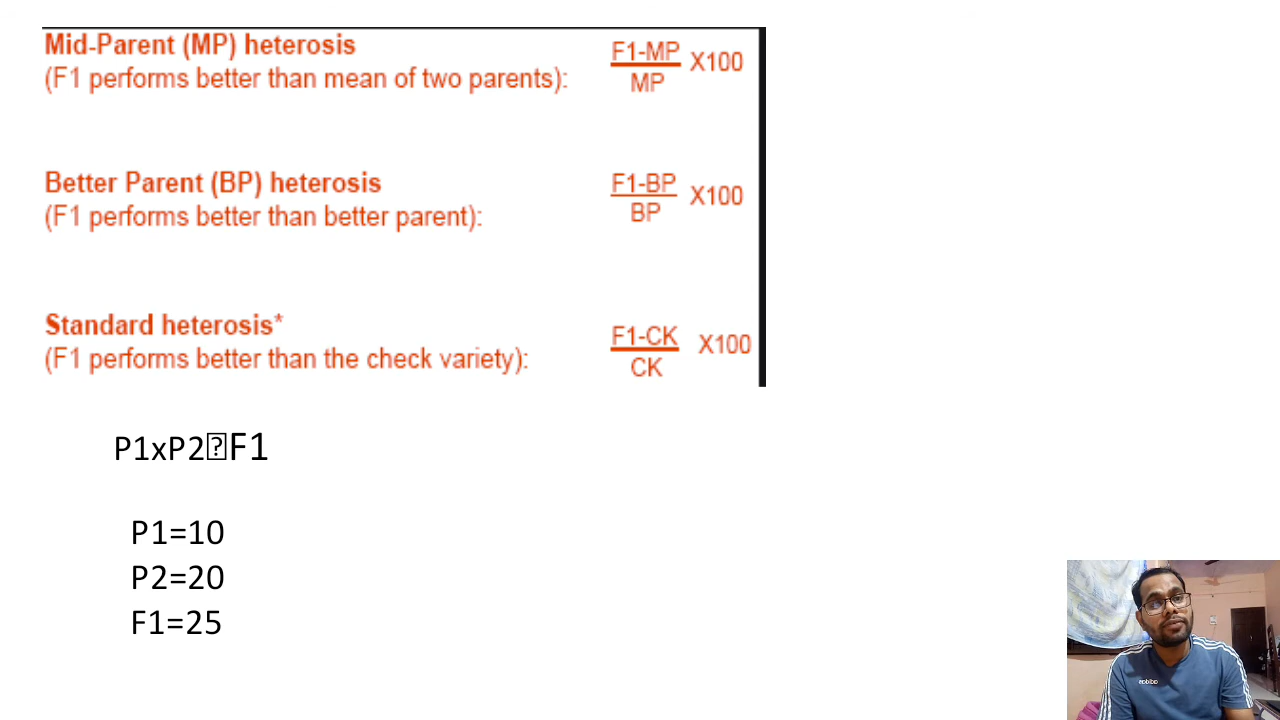 Mid-Parent (MP) heterosis
(F1 performs better than mean of two parents):
F1-MP
MP
X100
Better Parent (BP) heterosis
(F1 performs better than better parent):
F1-BP
BP
X100
Standard heterosis*
(F1 performs better than the check variety):
F1-CK
CK
X100
P1xP2⍰F1
P1=10
P2=20
F1=25